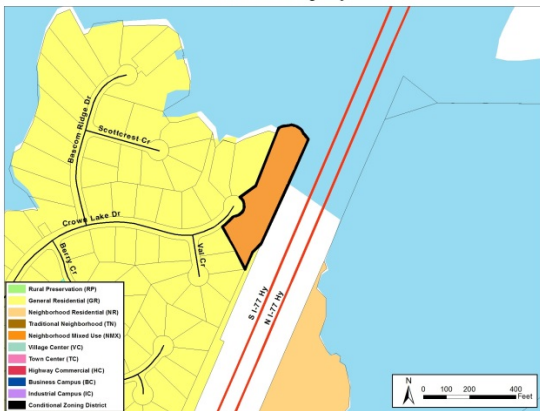 Bascom Ridge Dr
Scottcrest Cr
Crowe Lake Dr
Val Cr
Berry Cr
S I-77 Hy
N I-77 Hy
Rural Preservation (RP)
General Residential (GR)
Neighborhood Residential (NR)
Traditional Neighborhood (TN)
Neighborhood Mixed Use (NMX)
Village Center (VC)
Town Center (TC)
Highway Commercial (HC)
Business Campus (BC)
Industrial Campus (IC)
Conditional Zoning District
N
0 100 200 400
Feet